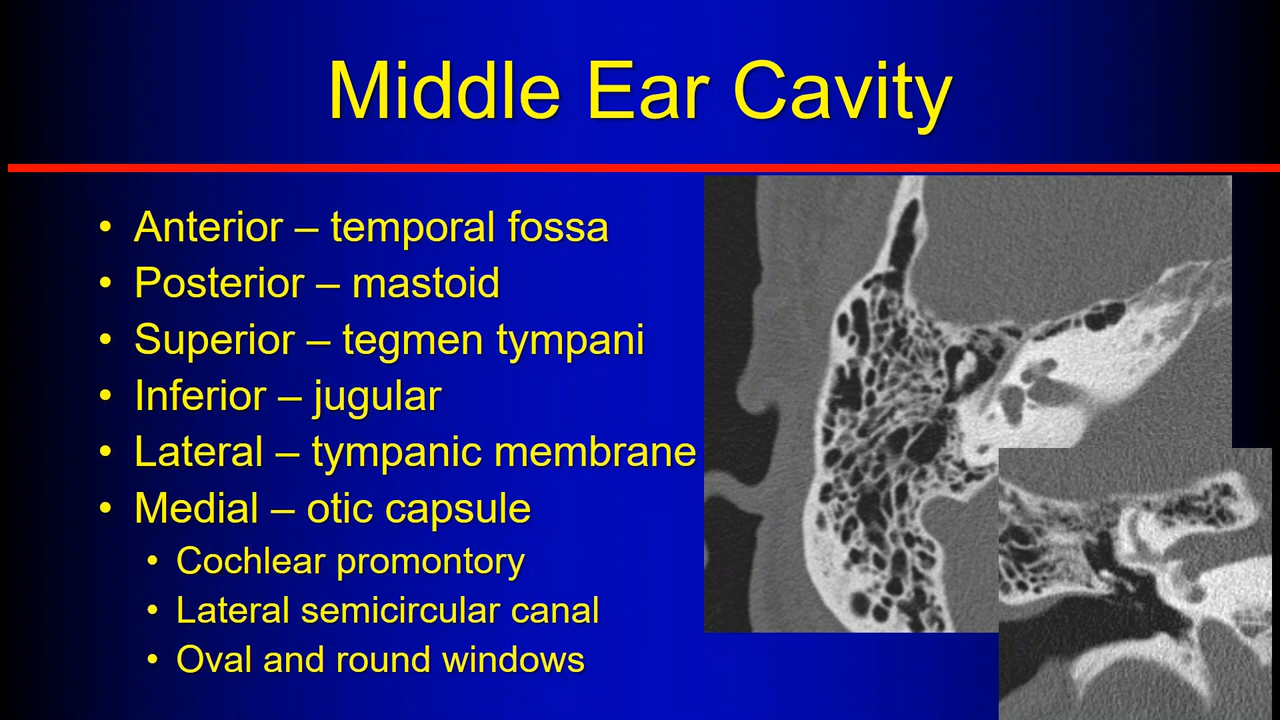 Middle Ear Cavity
• Anterior – temporal fossa
• Posterior – mastoid
• Superior – tegmen tympani
• Inferior – jugular
• Lateral – tympanic membrane
• Medial – otic capsule
• Cochlear promontory
• Lateral semicircular canal
• Oval and round windows